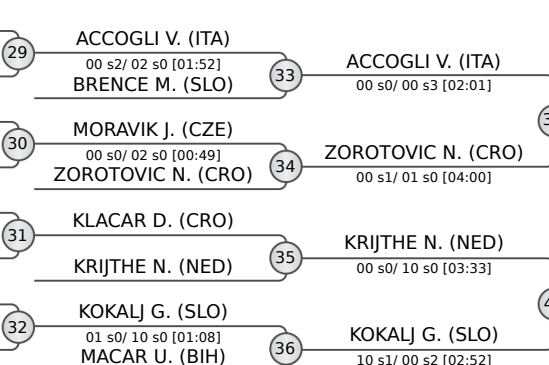 29
ACCOGLI V. (ITA)
00 s2/ 02 s0 [01:52]
BRENCE M. (SLO)
33
ACCOGLI V. (ITA)
00 s0/ 00 s3 [02:01]
30
MORAVIK J. (CZE)
00 s0/ 02 s0 [00:49]
ZOROTOVIC N. (CRO)
34
ZOROTOVIC N. (CRO)
00 s1/ 01 s0 [04:00]
31
KLACAR D. (CRO)
KRIJTHE N. (NED)
35
KRIJTHE N. (NED)
00 s0/ 10 s0 [03:33]
32
KOKALJ G. (SLO)
01 s0/ 10 s0 [01:08]
MACAR U. (BIH)
36
KOKALJ G. (SLO)
10 s1/ 00 s2 [02:52]